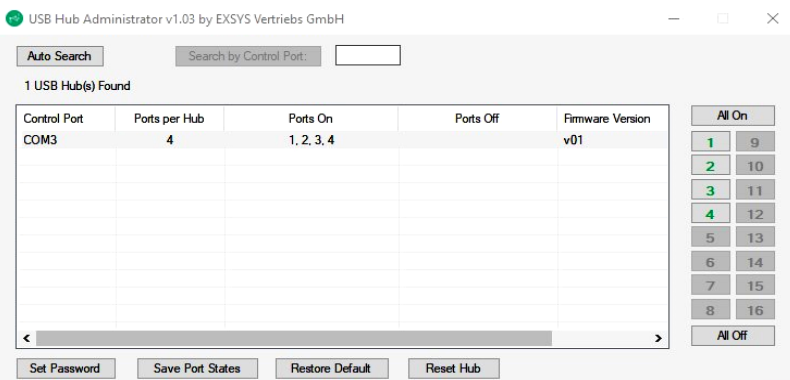 USB Hub Administrator v1.03 by EXSYS Vertriebs GmbH
Auto Search Search by Control Port:
1 USB Hub(s) Found
Control Port Ports per Hub Ports On Ports Off Firmware Version
COM3 4 1, 2, 3, 4 v01
All On
1 9
2 10
3 11
4 12
5 13
6 14
7 15
8 16
All Off
Set Password Save Port States Restore Default Reset Hub